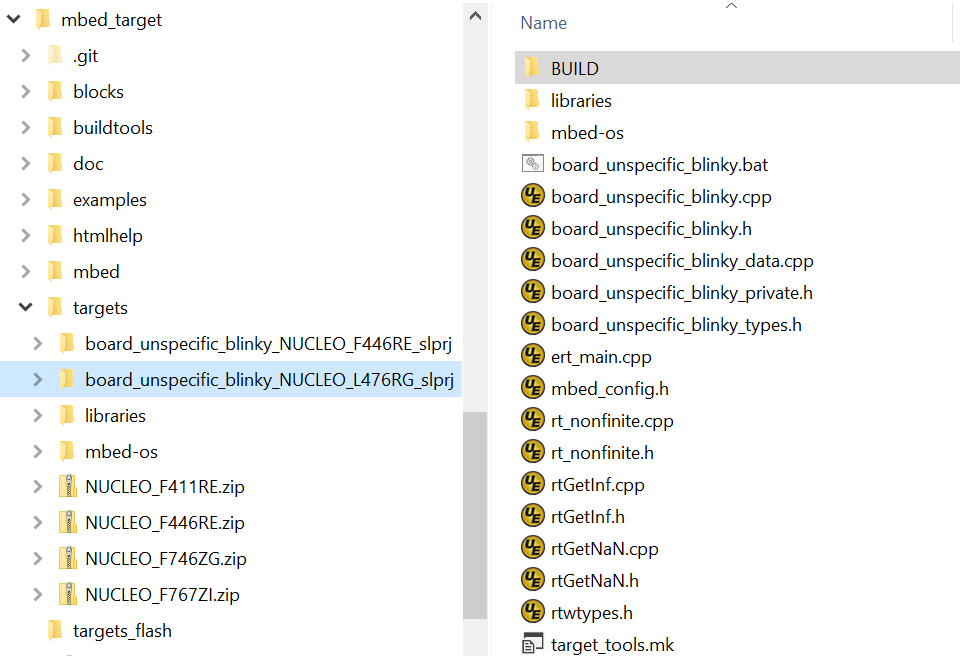 mbed_target
.git
blocks
buildtools
doc
examples
htmlhelp
mbed
targets
board_unspecific_blinky_NUCLEO_F446RE_slprj
board_unspecific_blinky_NUCLEO_L476RG_slprj
libraries
mbed-os
NUCLEO_F411RE.zip
NUCLEO_F446RE.zip
NUCLEO_F746ZG.zip
NUCLEO_F767ZI.zip
targets_flash
Name
BUILD
libraries
mbed-os
board_unspecific_blinky.bat
board_unspecific_blinky.cpp
board_unspecific_blinky.h
board_unspecific_blinky_data.cpp
board_unspecific_blinky_private.h
board_unspecific_blinky_types.h
ert_main.cpp
mbed_config.h
rt_nonfinite.cpp
rt_nonfinite.h
rtGetInf.cpp
rtGetInf.h
rtGetNaN.cpp
rtGetNaN.h
rtwtypes.h
target_tools.mk